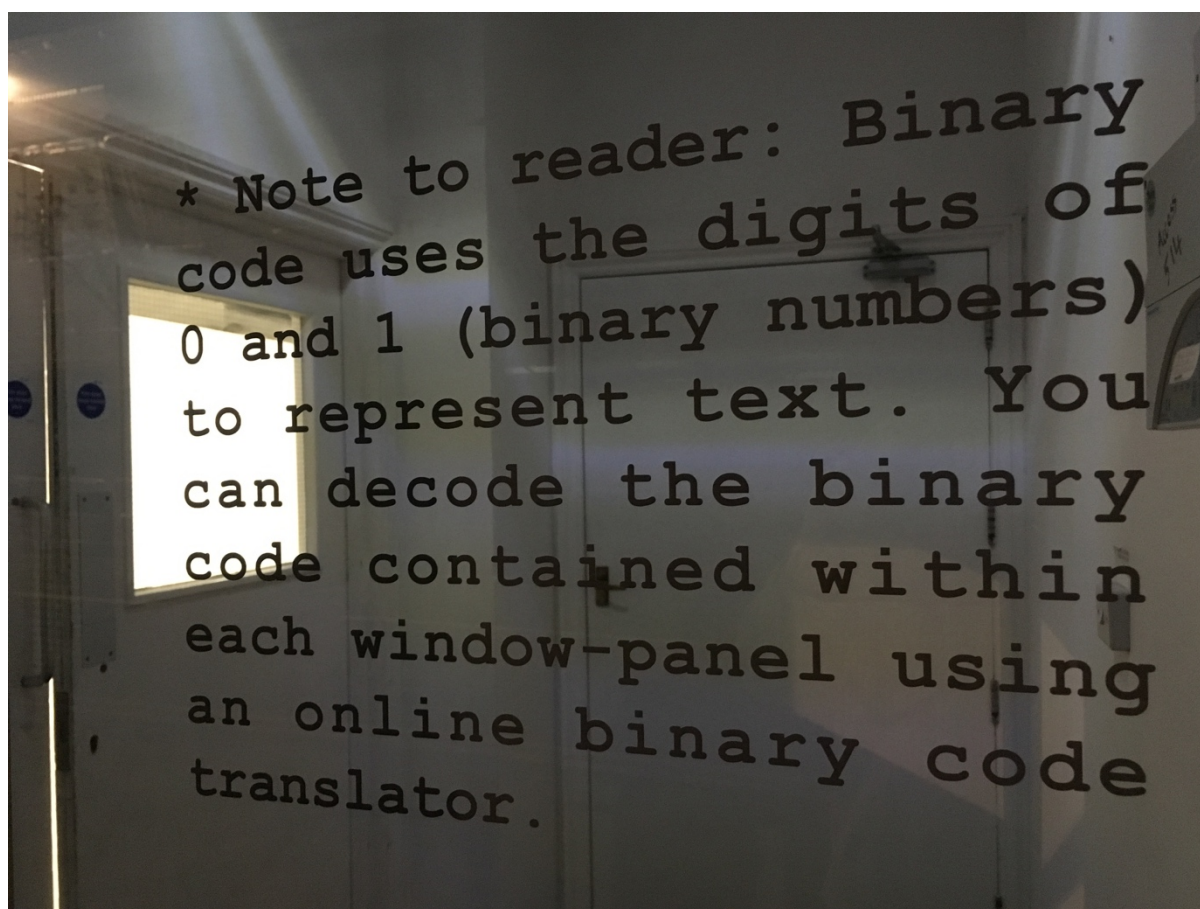 * Note to reader: Binary
code uses the digits of
0 and 1 (binary numbers)
to represent text. You
can decode the binary
code contained within
each window-panel using
an online binary code
translator.